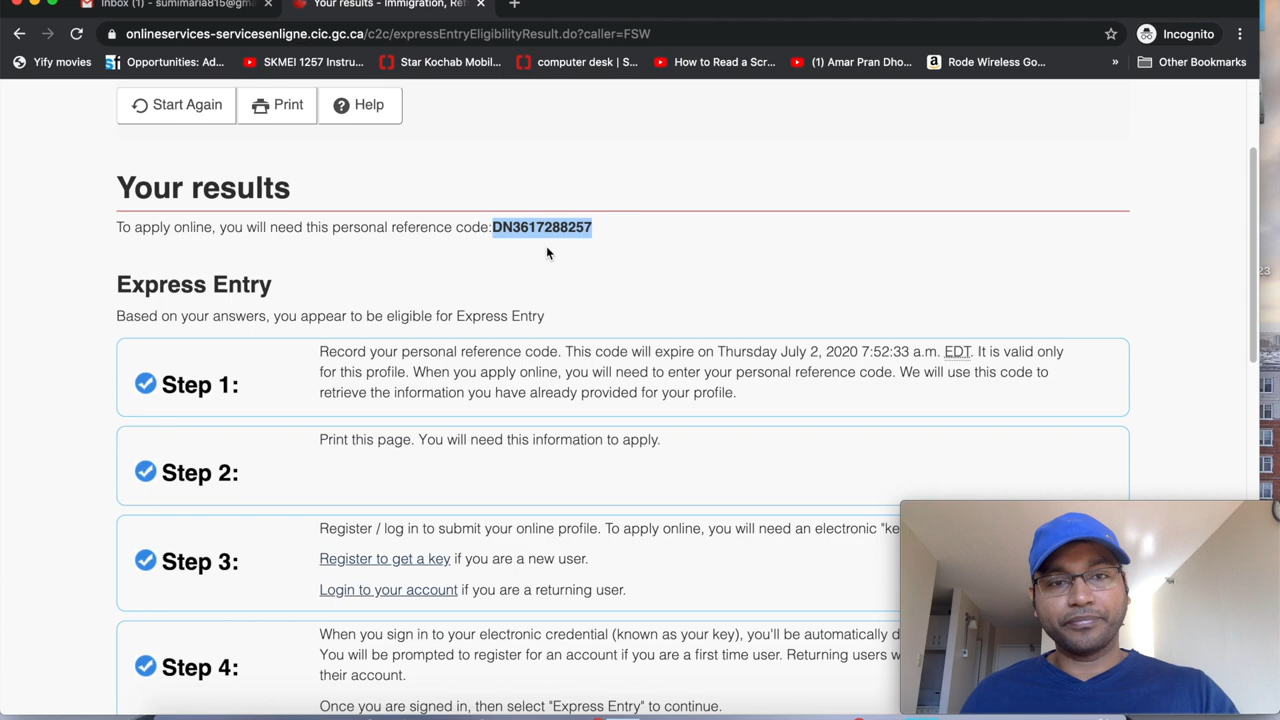 Inbox (1) - sumimaria815@gma
Your results - Immigration, Ref
onlineservices-servicesenligne.cic.gc.ca/c2c/expressEntryEligibilityResult.do?caller=FSW
Incognito
Yify movies
Opportunities: Ad...
SKMEI 1257 Instru...
Star Kochab Mobil...
computer desk | S...
How to Read a Scr...
(1) Amar Pran Dho...
Rode Wireless Go...
»
Other Bookmarks
Start Again
Print
Help
Your results
To apply online, you will need this personal reference code:DN3617288257
Express Entry
Based on your answers, you appear to be eligible for Express Entry
Step 1:
Record your personal reference code. This code will expire on Thursday July 2, 2020 7:52:33 a.m. EDT. It is valid only
for this profile. When you apply online, you will need to enter your personal reference code. We will use this code to
retrieve the information you have already provided for your profile.
Step 2:
Print this page. You will need this information to apply.
Step 3:
Register / log in to submit your online profile. To apply online, you will need an electronic "ke
Register to get a key if you are a new user.
Login to your account if you are a returning user.
Step 4:
When you sign in to your electronic credential (known as your key), you'll be automatically d
You will be prompted to register for an account if you are a first time user. Returning users w
their account.
Once you are signed in, then select "Express Entry" to continue.
23